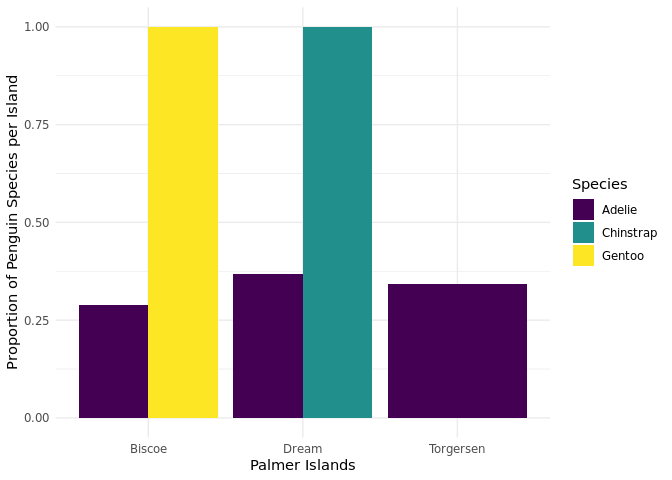 1.00
0.75
0.50
0.25
0.00
Proportion of Penguin Species per Island
Biscoe
Dream
Torgersen
Palmer Islands
Species
Adelie
Chinstrap
Gentoo